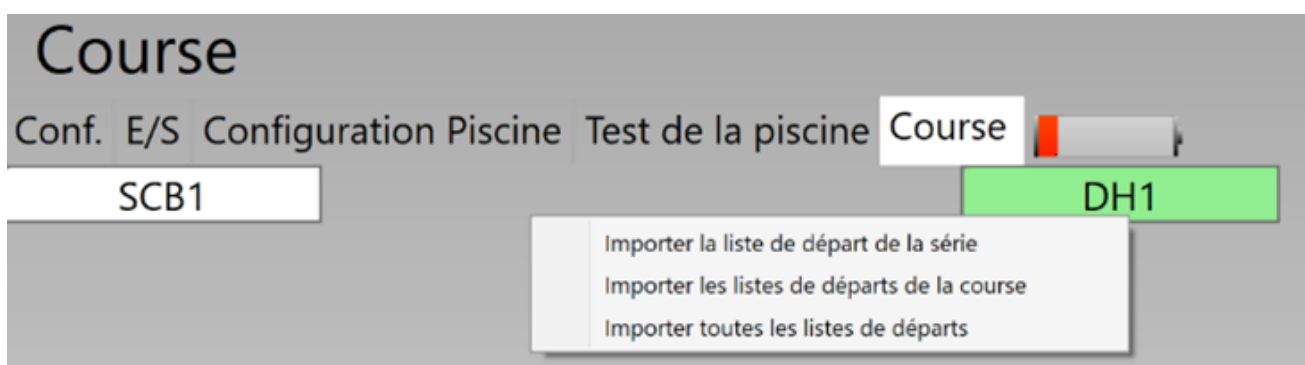 Course
Conf. E/S Configuration Piscine Test de la piscine Course
SCB1 DH1
Importer la liste de départ de la série
Importer les listes de départs de la course
Importer toutes les listes de départs